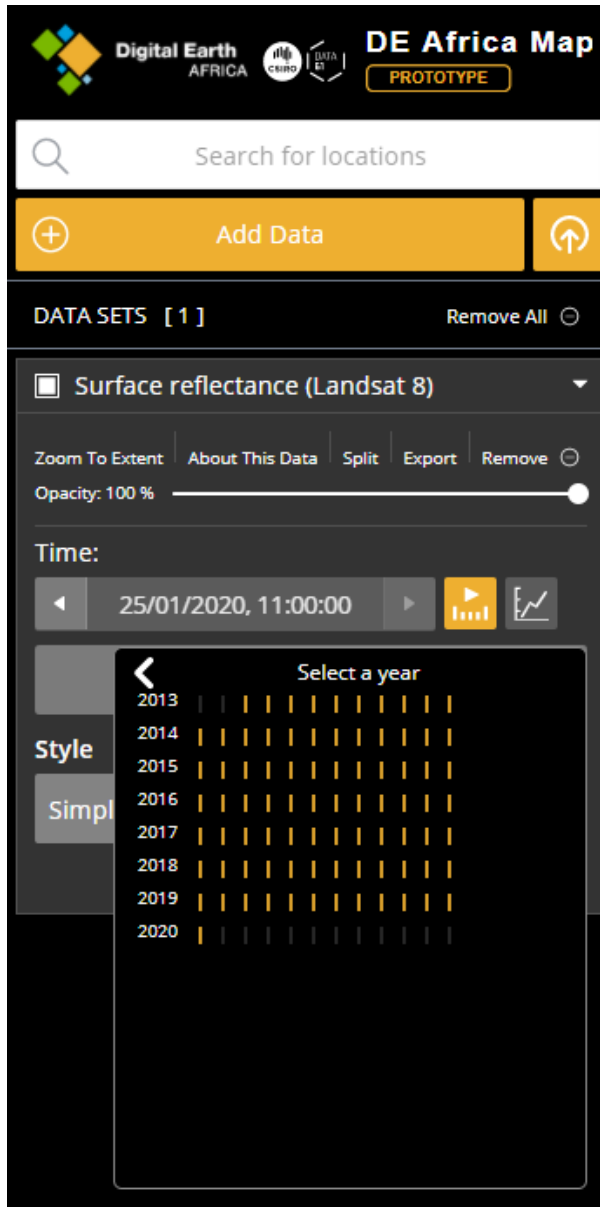 Digital Earth
AFRICA
CSIRO
DATA
61
DE Africa Map
PROTOTYPE
Search for locations
Add Data
DATA SETS [ 1 ]
Remove All
Surface reflectance (Landsat 8)
Zoom To Extent
About This Data
Split
Export
Remove
Opacity: 100 %
Time:
25/01/2020, 11:00:00
Select a year
2013
2014
2015
2016
2017
2018
2019
2020
Style
Simpl